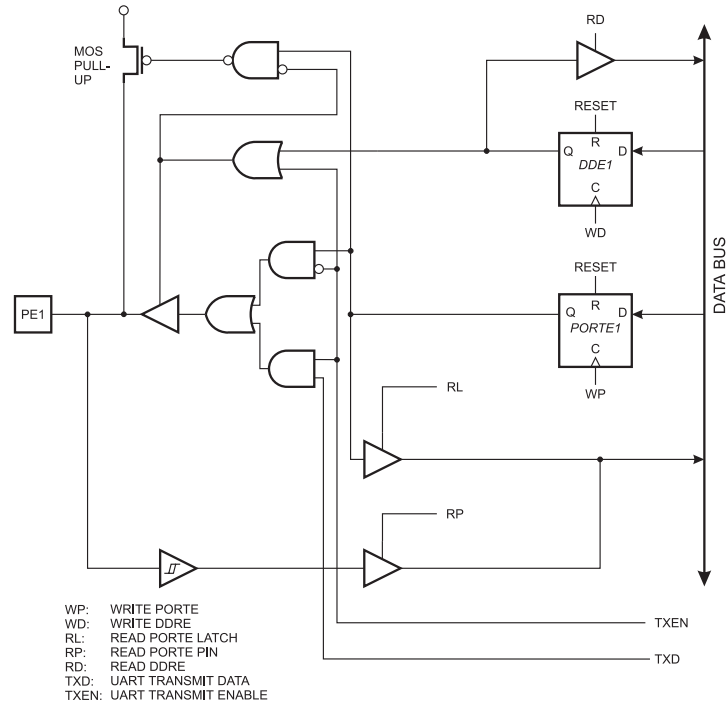 MOS
PULL-
UP
RD
RESET
R
Q
D
DDE1
C
WD
DATA BUS
RESET
R
PE1
Q
D
PORTE1
C
WP
RL
RP
WP: WRITE PORTE
WD: WRITE DDRE
RL: READ PORTE LATCH
RP: READ PORTE PIN
RD: READ DDRE
TXD: UART TRANSMIT DATA
TXEN: UART TRANSMIT ENABLE
TXEN
TXD